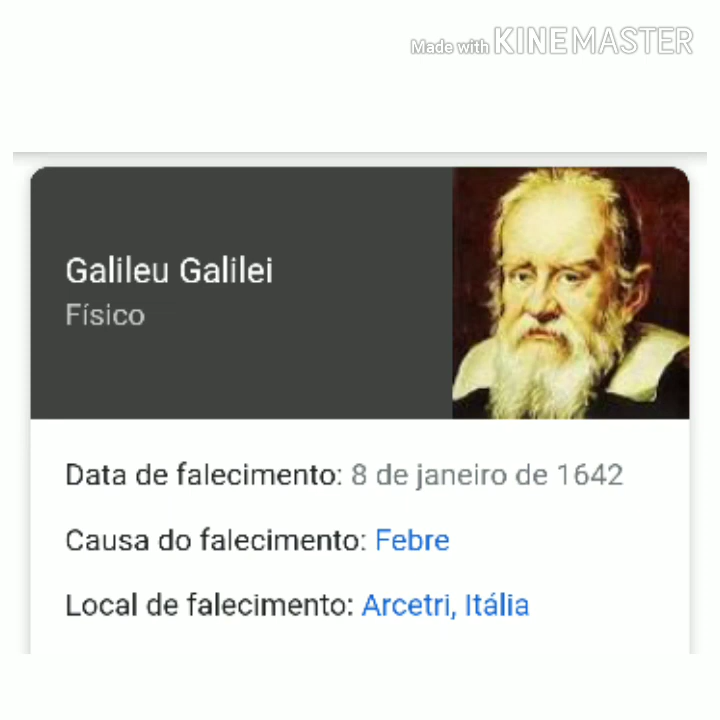 Made with KINEMASTER
Galileu Galilei
Físico
Data de falecimento: 8 de janeiro de 1642
Causa do falecimento: Febre
Local de falecimento: Arcetri, Itália